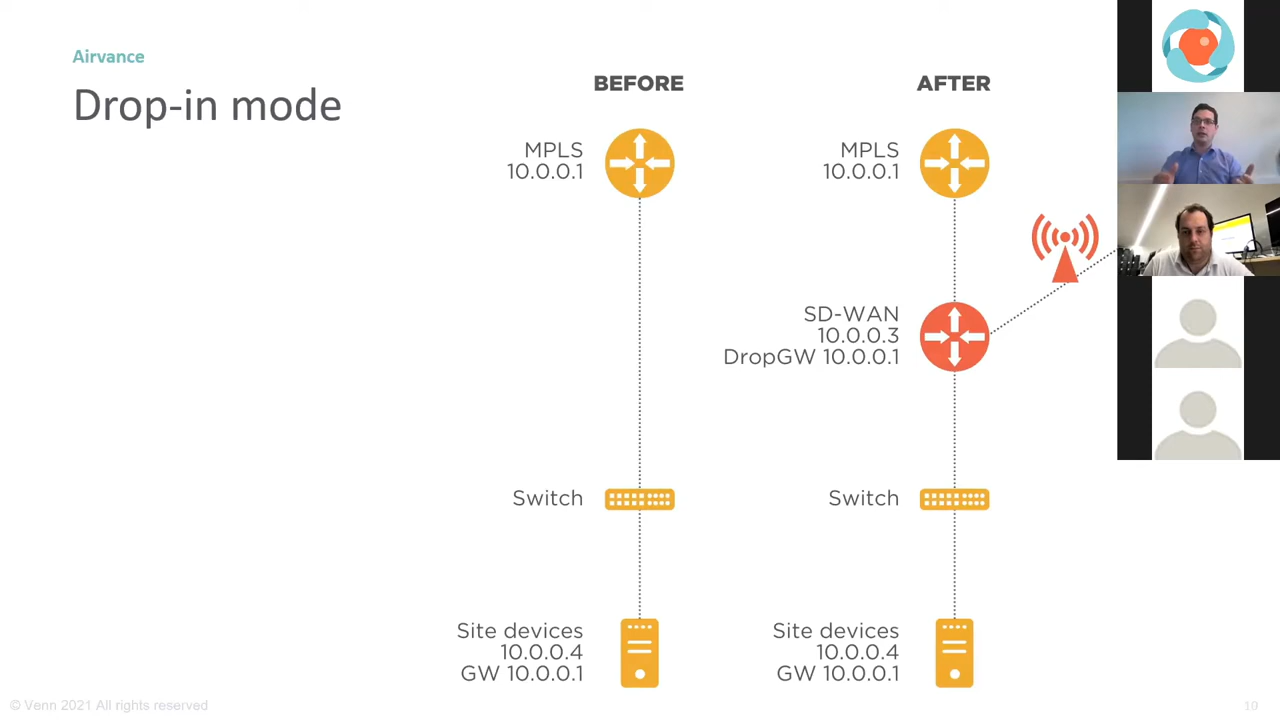 Airvance
Drop-in mode
BEFORE
MPLS
10.0.0.1
Switch
Site devices
10.0.0.4
GW 10.0.0.1
AFTER
MPLS
10.0.0.1
SD-WAN
10.0.0.3
DropGW 10.0.0.1
Switch
Site devices
10.0.0.4
GW 10.0.0.1
© Venn 2021 All rights reserved
10